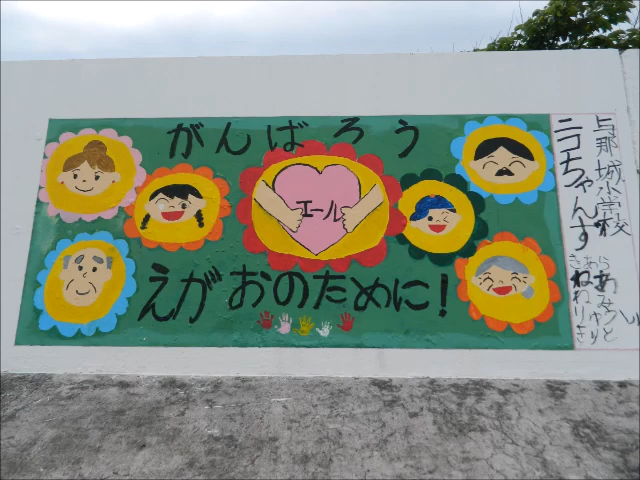 がんばろう
エール
えがおのために!
与那城小学校
ニコちゃんず